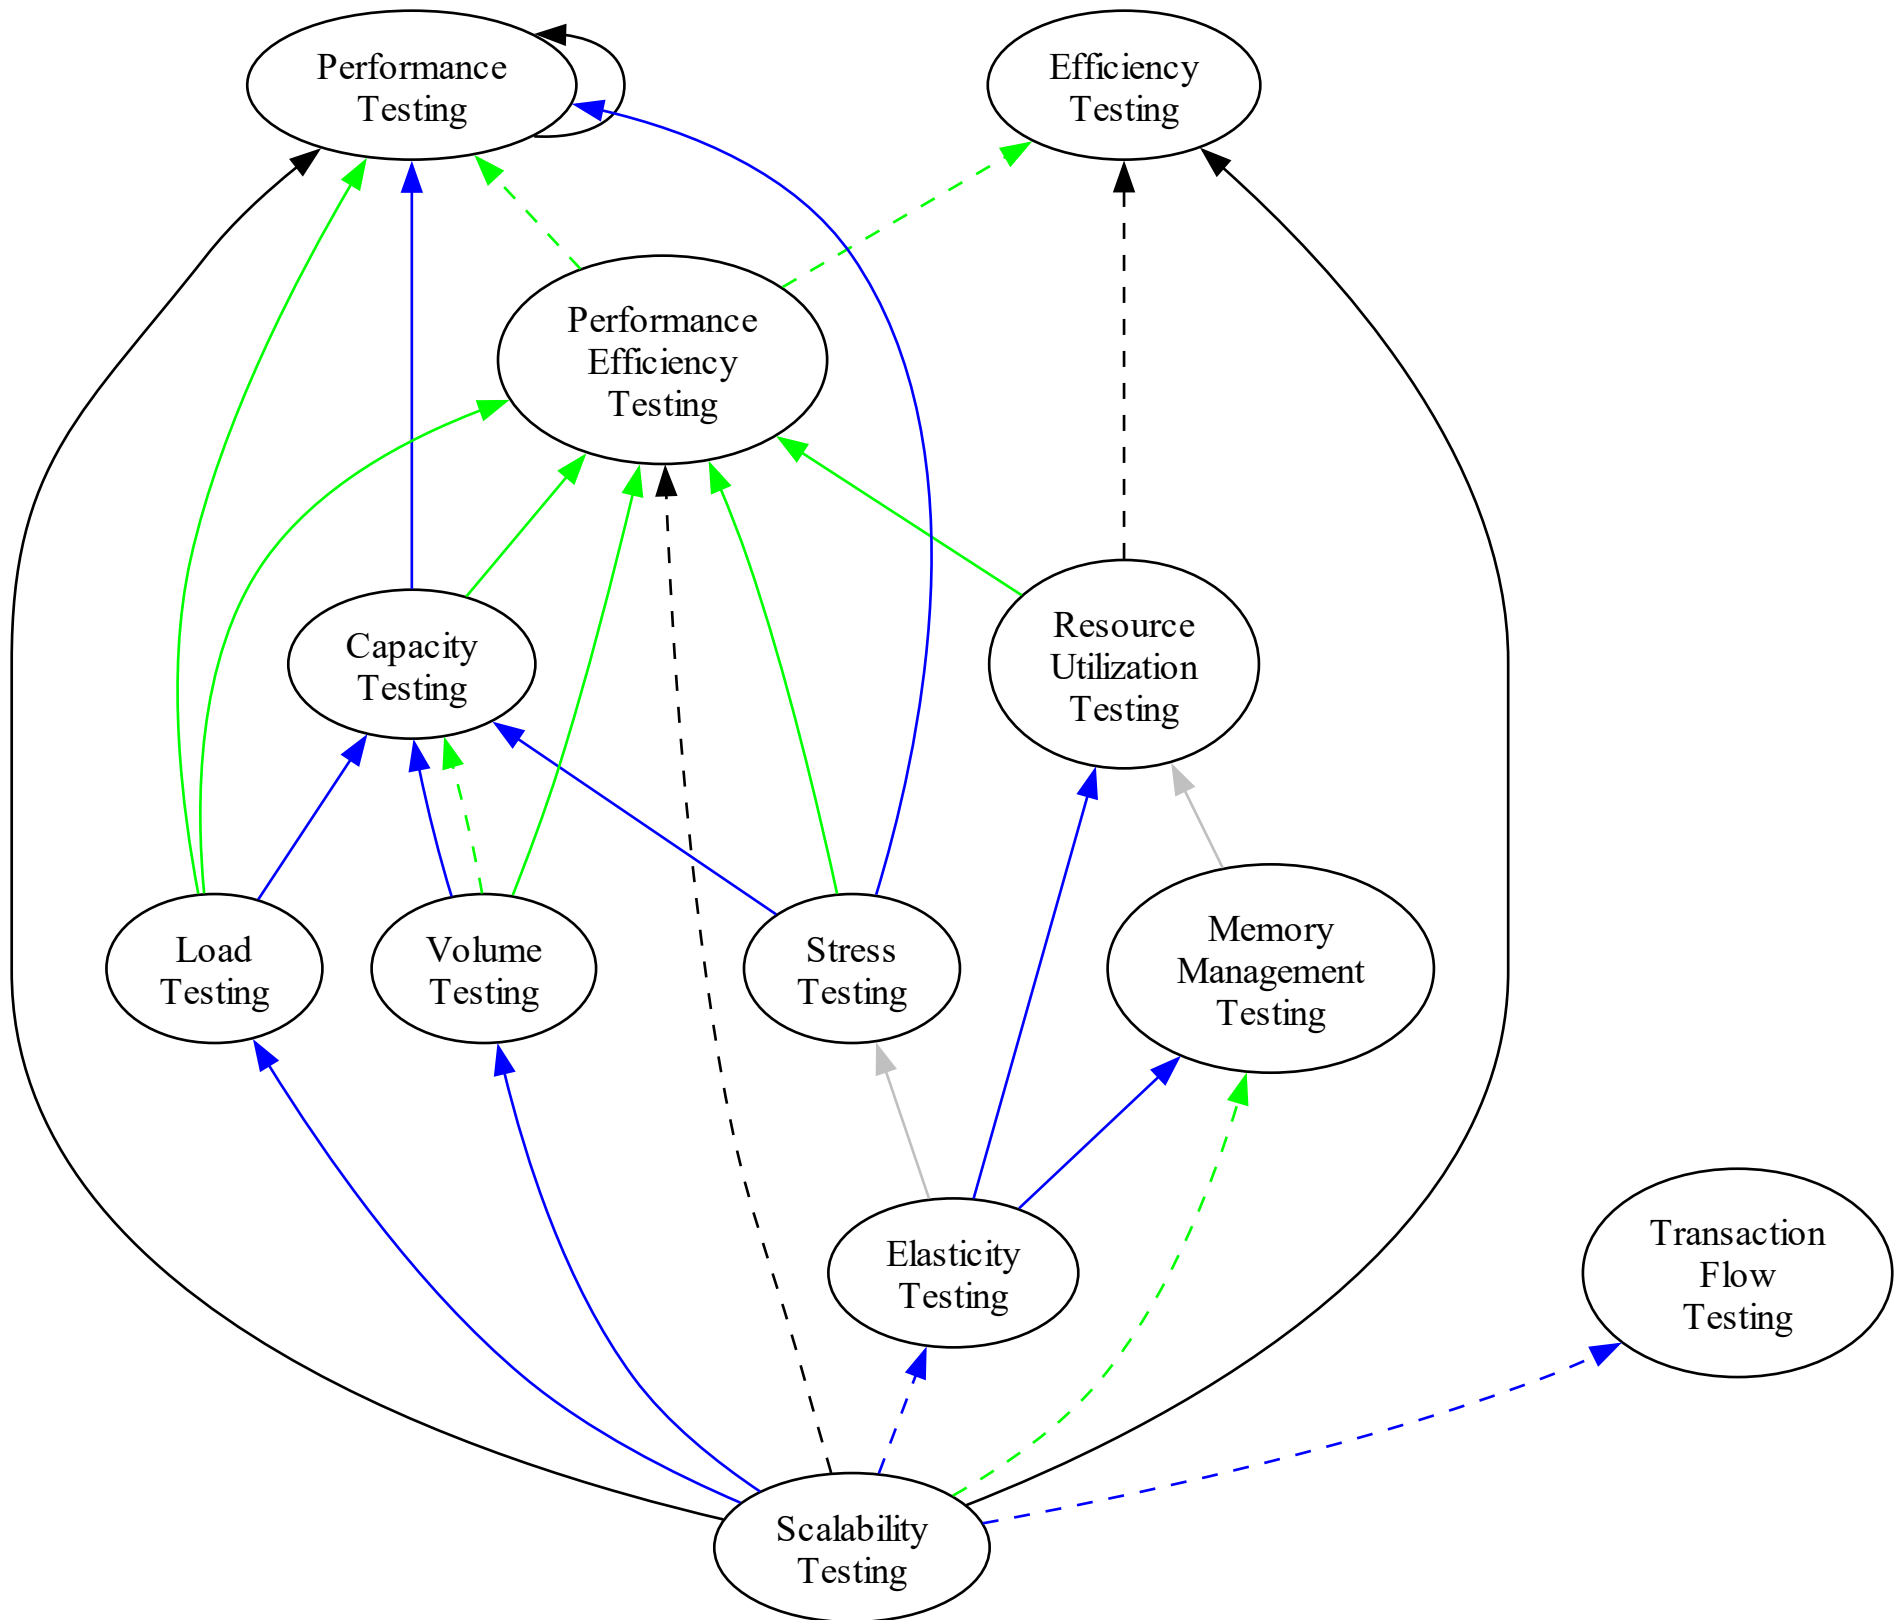 Performance
Testing
Efficiency
Testing
Performance
Efficiency
Testing
Capacity
Testing
Resource
Utilization
Testing
Load
Testing
Volume
Testing
Stress
Testing
Memory
Management
Testing
Elasticity
Testing
Transaction
Flow
Testing
Scalability
Testing